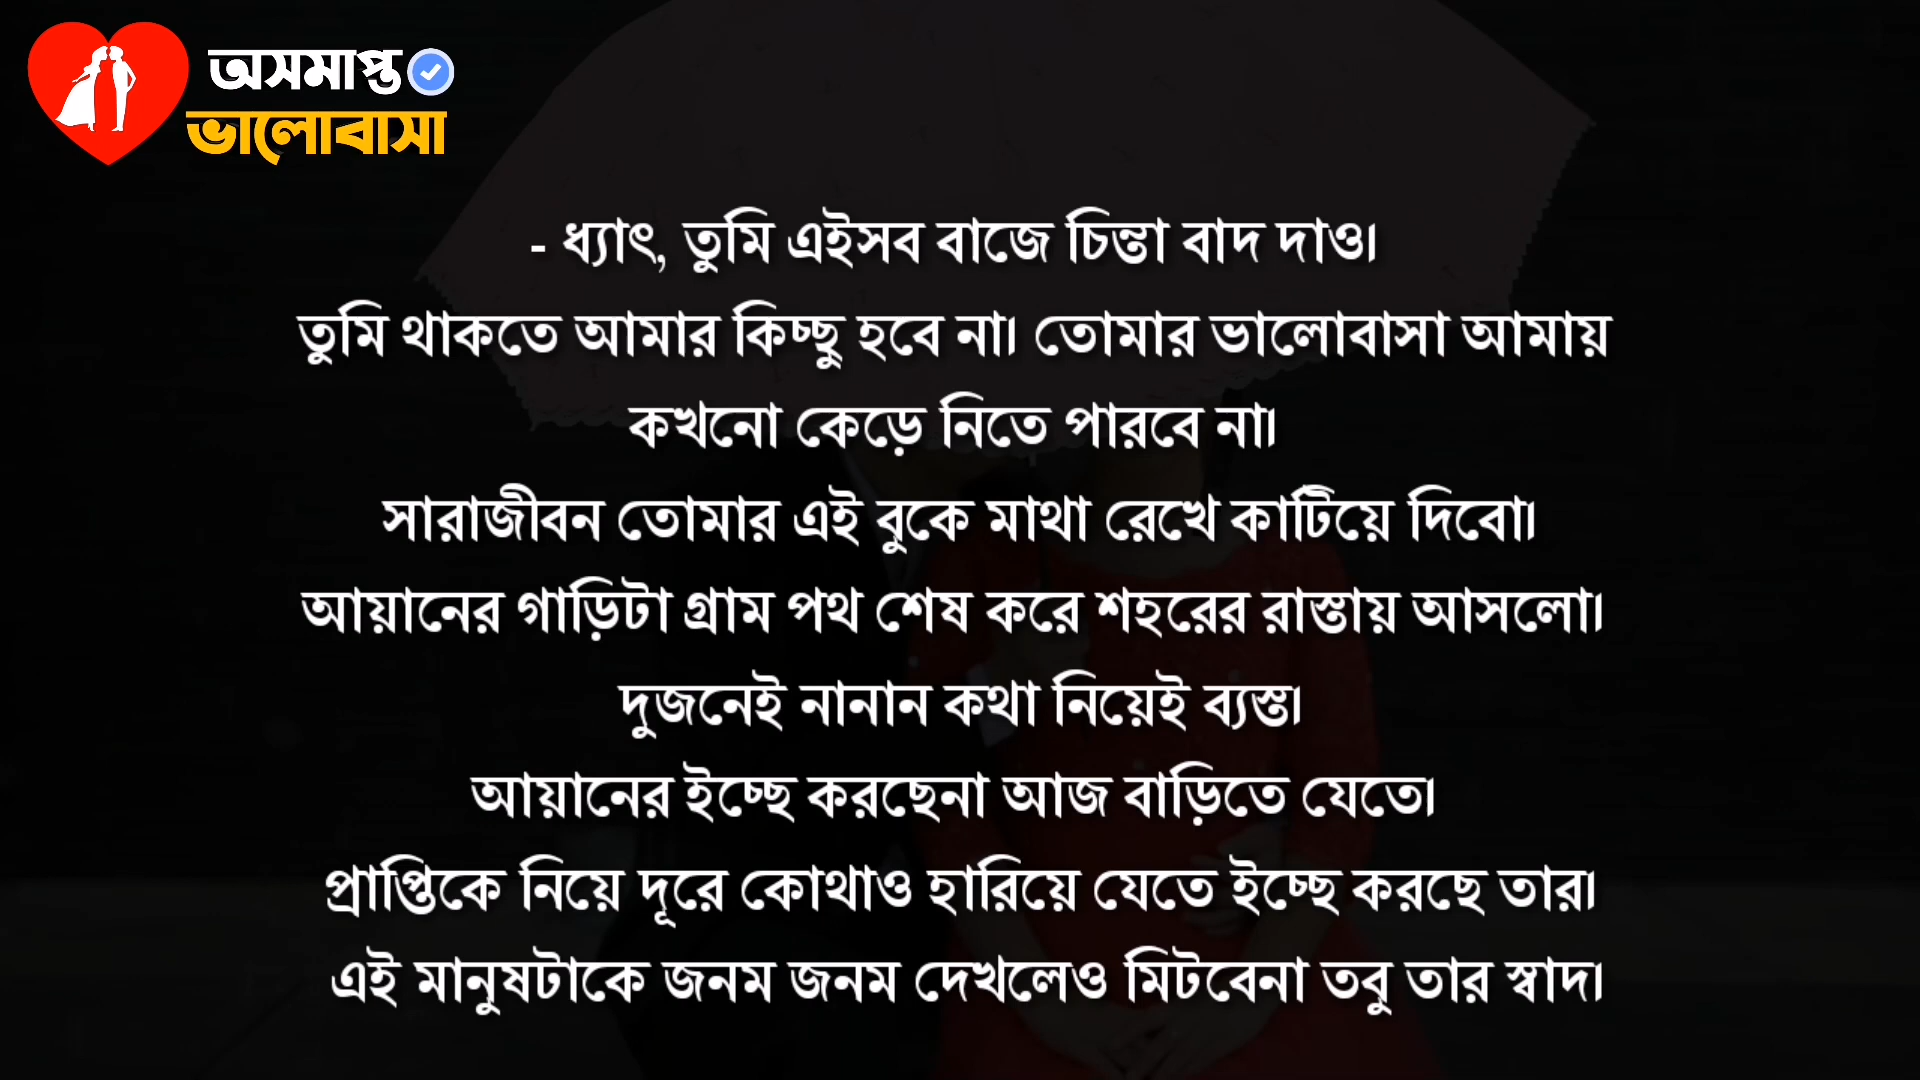 অসমাপ্ত
ভালোবাসা
- ধ্যাৎ, তুমি এইসব বাজে চিন্তা বাদ দাও।
তুমি থাকতে আমার কিচ্ছু হবে না। তোমার ভালোবাসা আমায়
কখনো কেড়ে নিতে পারবে না।
সারাজীবন তোমার এই বুকে মাথা রেখে কাটিয়ে দিবো।
আয়ানের গাড়িটা গ্রাম পথ শেষ করে শহরের রাস্তায় আসলো।
দুজনেই নানান কথা নিয়েই ব্যস্ত।
আয়ানের ইচ্ছে করছেনা আজ বাড়িতে যেতে।
প্রাপ্তিকে নিয়ে দূরে কোথাও হারিয়ে যেতে ইচ্ছে করছে তার।
এই মানুষটাকে জনম জনম দেখলেও মিটবেনা তবু তার স্বাদ।